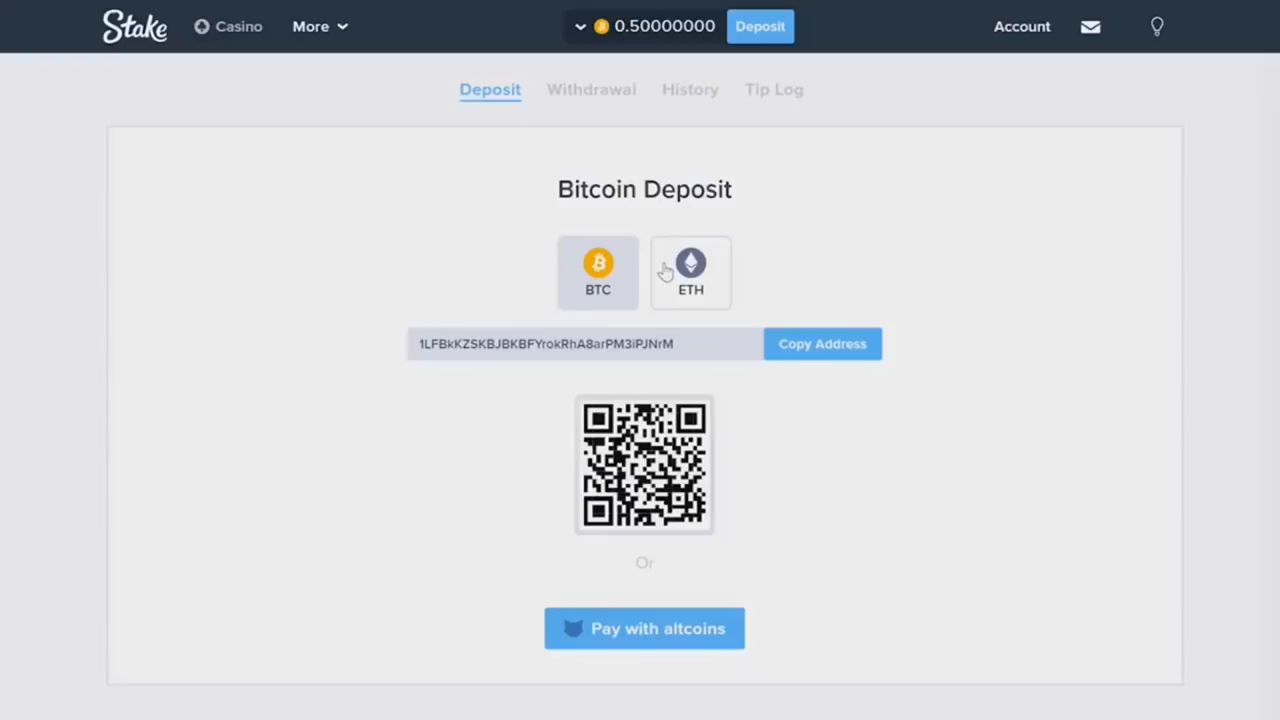 Stake Casino More 0.50000000 Deposit Account
Deposit Withdrawal History Tip Log
Bitcoin Deposit
BTC ETH
1LFBkKZSKBJBKBFYrokRhA8arPM3iPJNrM Copy Address
Or
Pay with altcoins